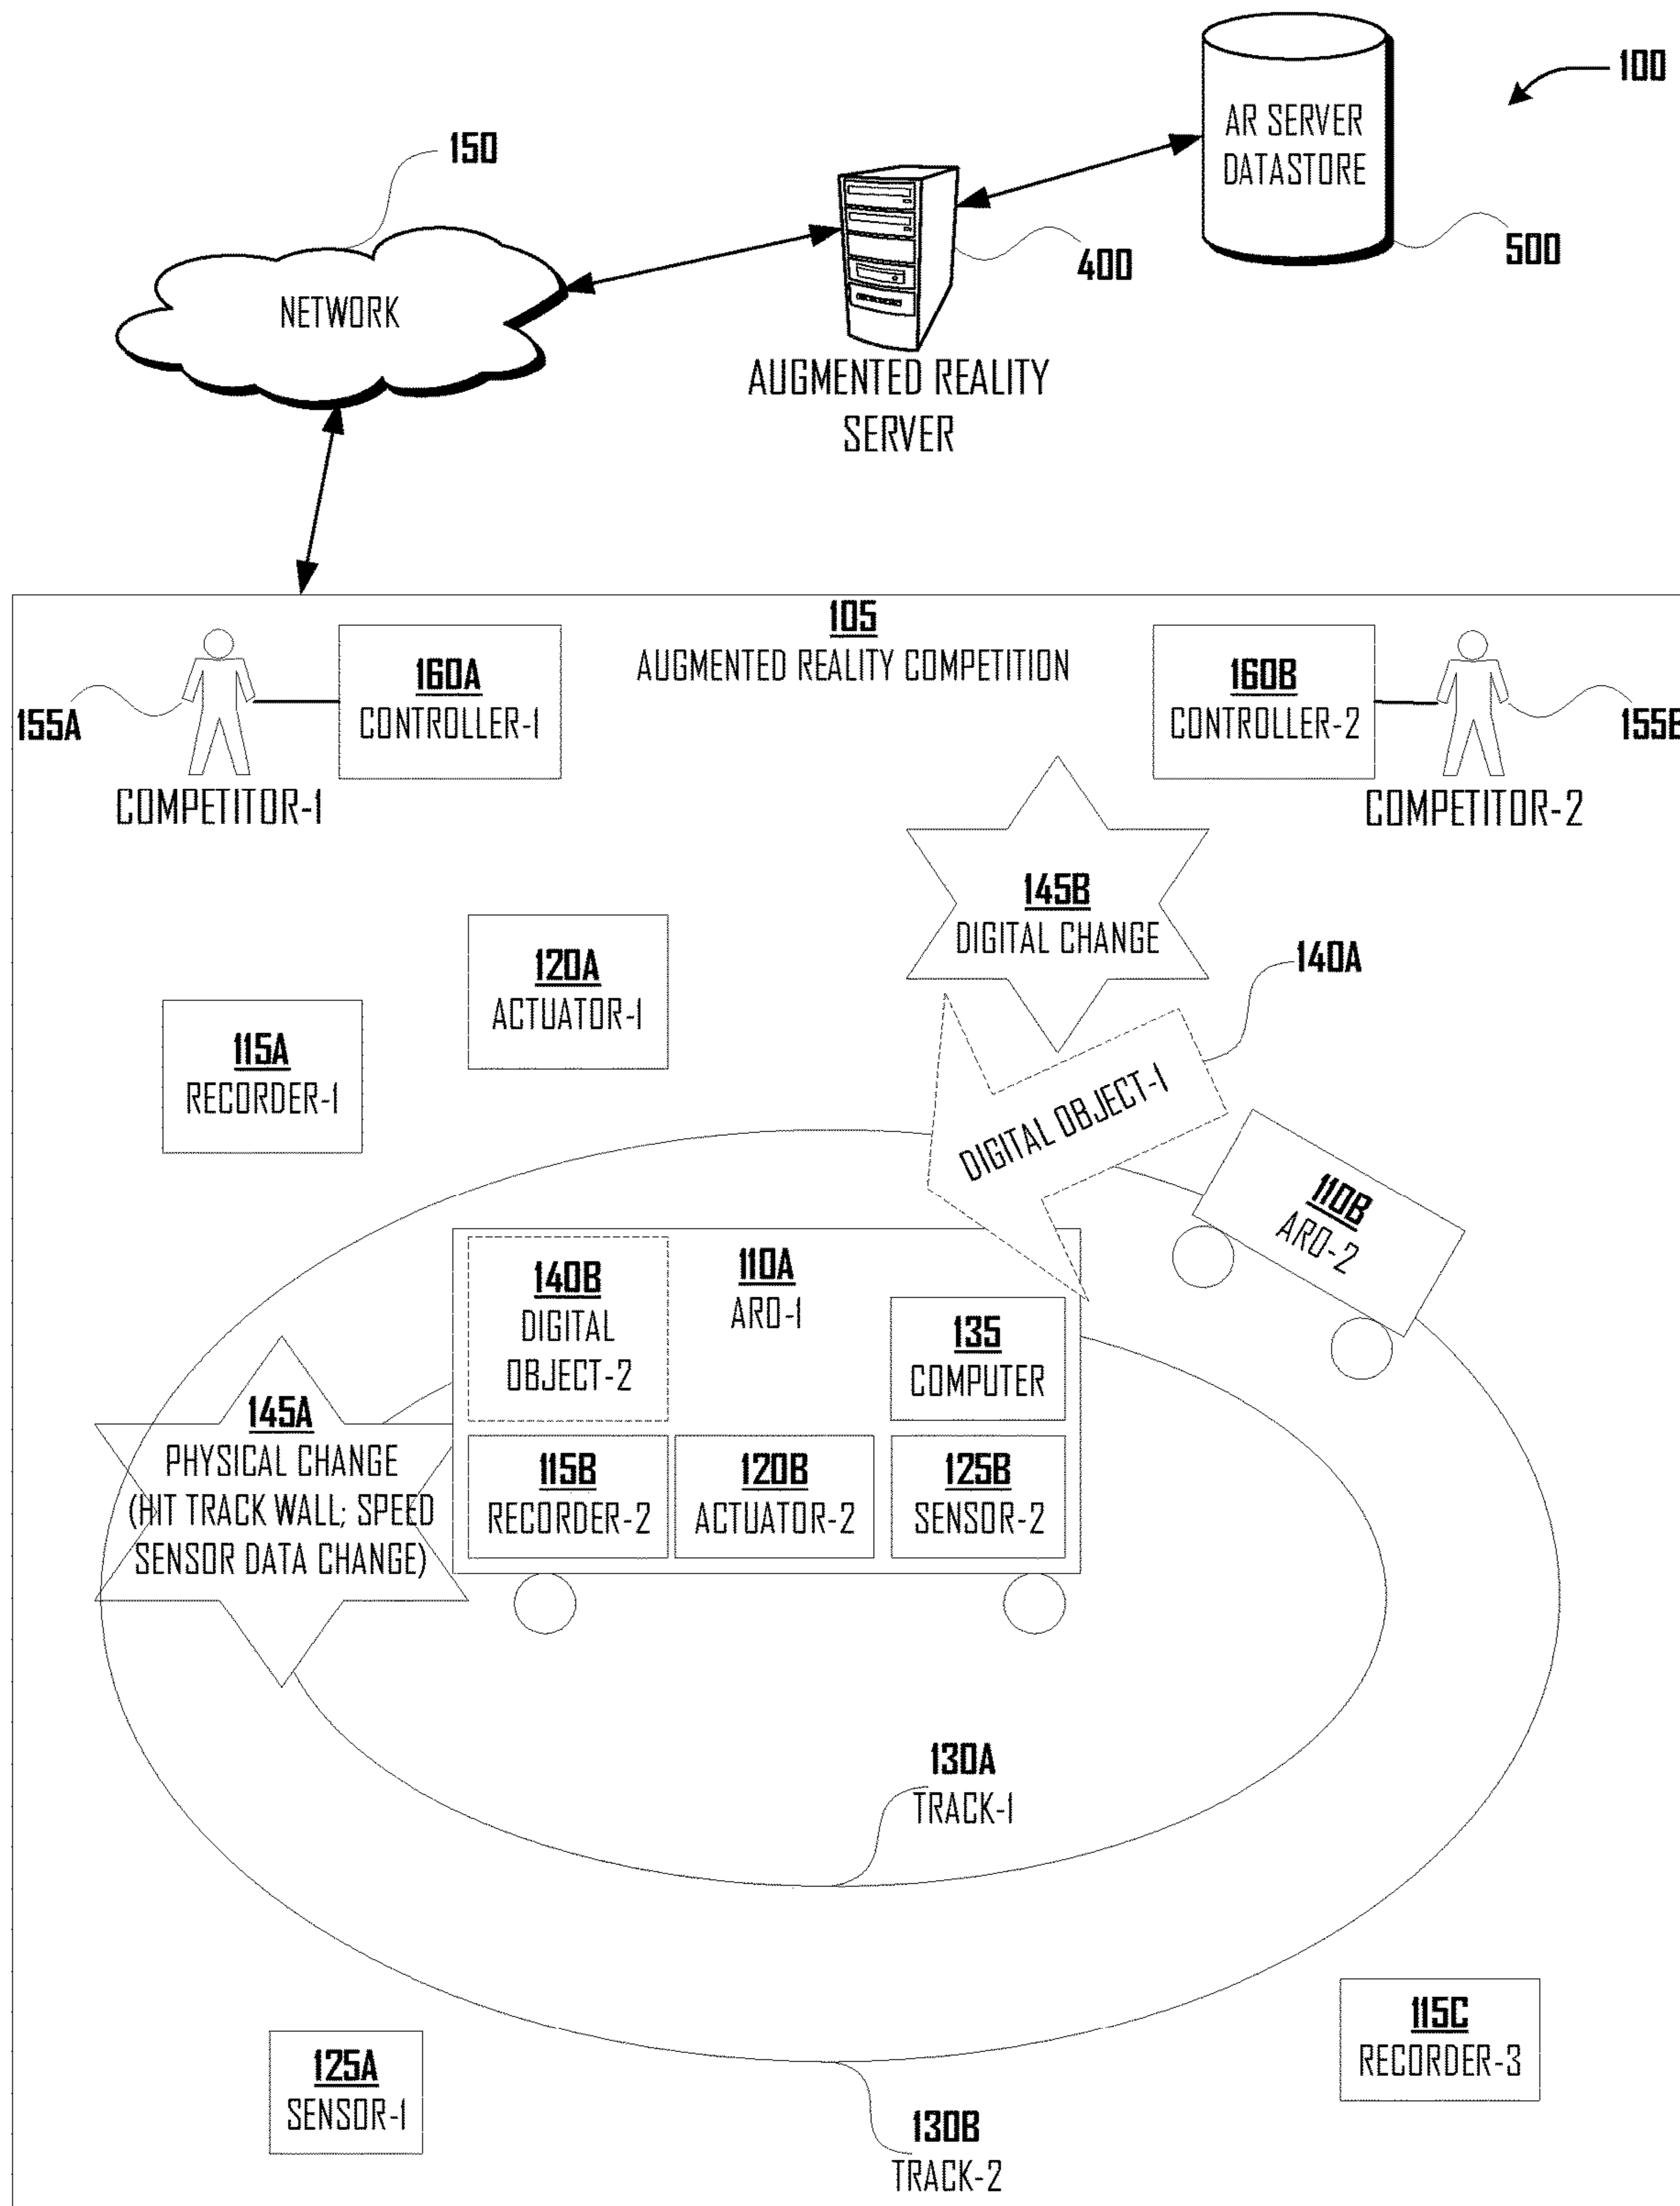 100
AR SERVER
DATASTORE
150
500
400
NETWORK
AUGMENTED REALITY
SERVER
105
AUGMENTED REALITY COMPETITION
160A
CONTROLLER-1
160B
CONTROLLER-2
155A
155B
COMPETITOR-1
COMPETITOR-2
145B
DIGITAL CHANGE
140A
120A
ACTUATOR-1
115A
RECORDER-1
DIGITAL OBJECT-1
110B
ARO-2
140B
DIGITAL
OBJECT-2
110A
ARO-1
135
COMPUTER
145A
PHYSICAL CHANGE
(HIT TRACK WALL; SPEED
SENSOR DATA CHANGE)
115B
RECORDER-2
120B
ACTUATOR-2
125B
SENSOR-2
130A
TRACK-1
115C
RECORDER-3
125A
SENSOR-1
130B
TRACK-2